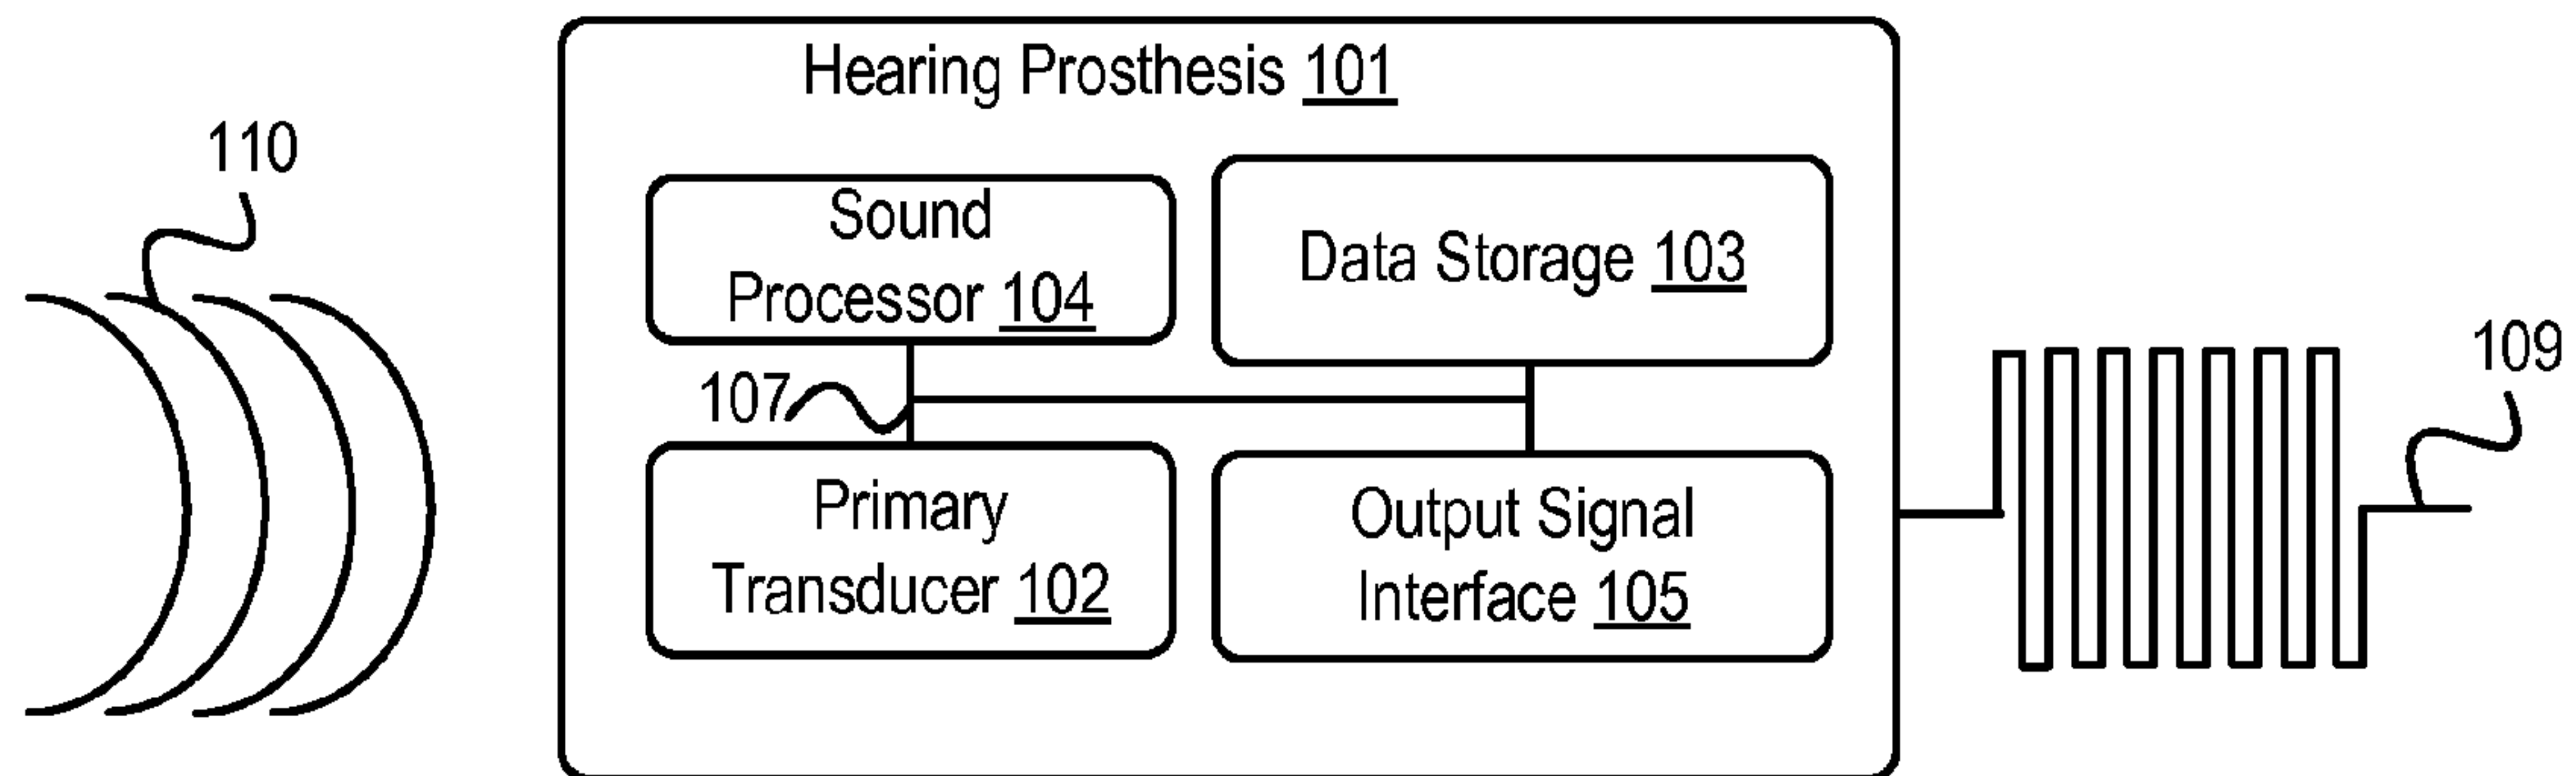 Hearing Prosthesis 101
110
Sound
Processor 104
Data Storage 103
109
107
Primary
Transducer 102
Output Signal
Interface 105